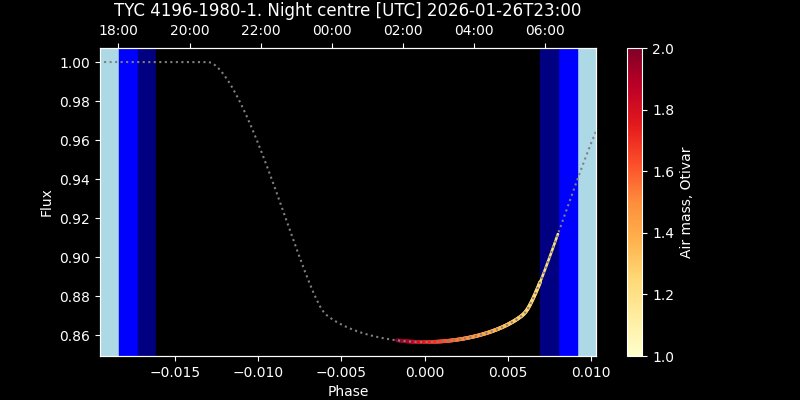 TYC 4196-1980-1. Night centre [UTC] 2026-01-26T23:00
18:00 20:00 22:00 00:00 02:00 04:00 06:00
1.00
0.98
0.96
0.94
0.92
0.90
0.88
0.86
Flux
−0.015 −0.010 −0.005 0.000 0.005 0.010
Phase
2.0
1.8
1.6
1.4
1.2
1.0
Air mass, Otivar